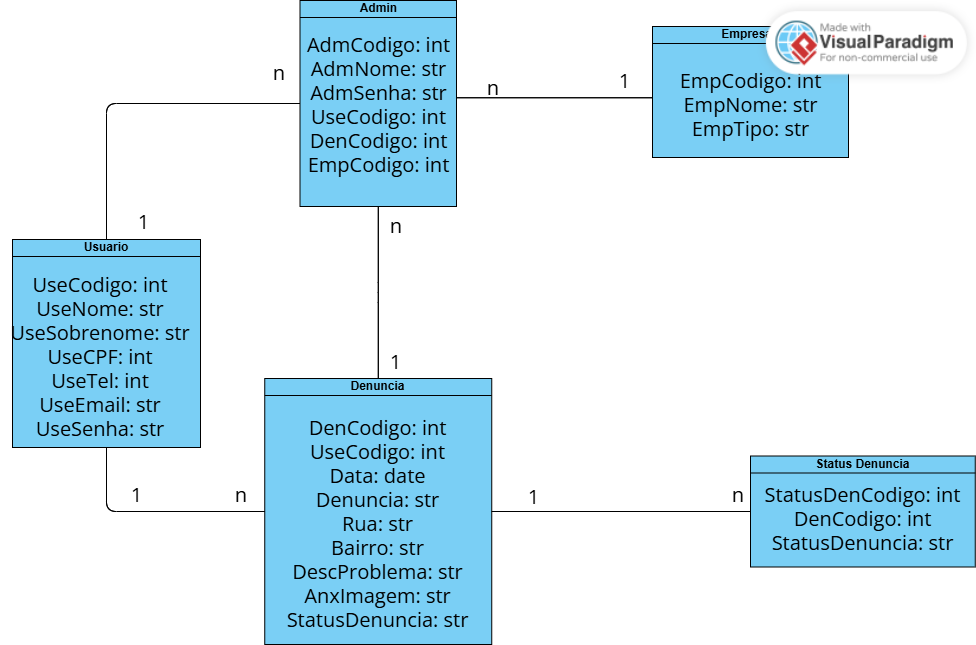 Admin
AdmCodigo: int
AdmNome: str
AdmSenha: str
UseCodigo: int
DenCodigo: int
EmpCodigo: int
Empresa
EmpCodigo: int
EmpNome: str
EmpTipo: str
Made with
VisualParadigm
For non-commercial use
n
n
1
1
n
Usuario
UseCodigo: int
UseNome: str
UseSobrenome: str
UseCPF: int
UseTel: int
UseEmail: str
UseSenha: str
1
Denuncia
DenCodigo: int
UseCodigo: int
Data: date
Denuncia: str
Rua: str
Bairro: str
DescProblema: str
AnxImagem: str
StatusDenuncia: str
1
n
1
n
Status Denuncia
StatusDenCodigo: int
DenCodigo: int
StatusDenuncia: str